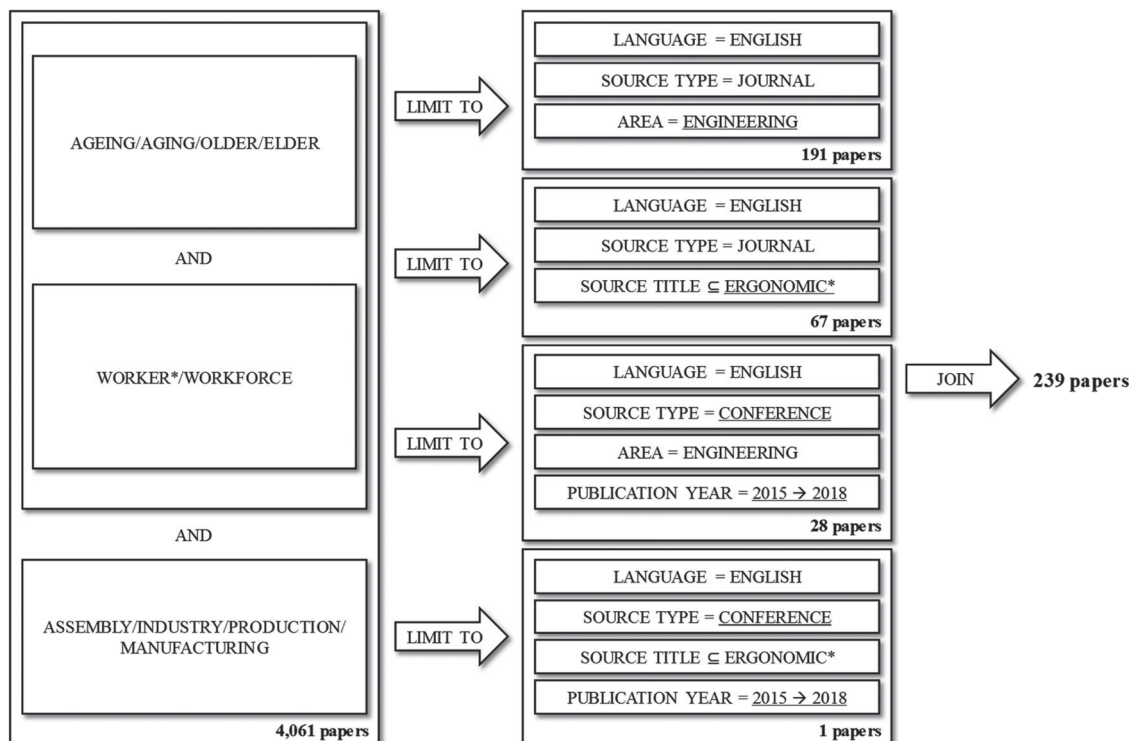 AGEING/AGING/OLDER/ELDER
AND
WORKER*/WORKFORCE
AND
ASSEMBLY/INDUSTRY/PRODUCTION/
MANUFACTURING
4,061 papers
LIMIT TO
LANGUAGE = ENGLISH
SOURCE TYPE = JOURNAL
AREA = ENGINEERING
191 papers
LIMIT TO
LANGUAGE = ENGLISH
SOURCE TYPE = JOURNAL
SOURCE TITLE ⊆ ERGONOMIC*
67 papers
LIMIT TO
LANGUAGE = ENGLISH
SOURCE TYPE = CONFERENCE
AREA = ENGINEERING
PUBLICATION YEAR = 2015 → 2018
28 papers
LIMIT TO
LANGUAGE = ENGLISH
SOURCE TYPE = CONFERENCE
SOURCE TITLE ⊆ ERGONOMIC*
PUBLICATION YEAR = 2015 → 2018
1 papers
JOIN
239 papers